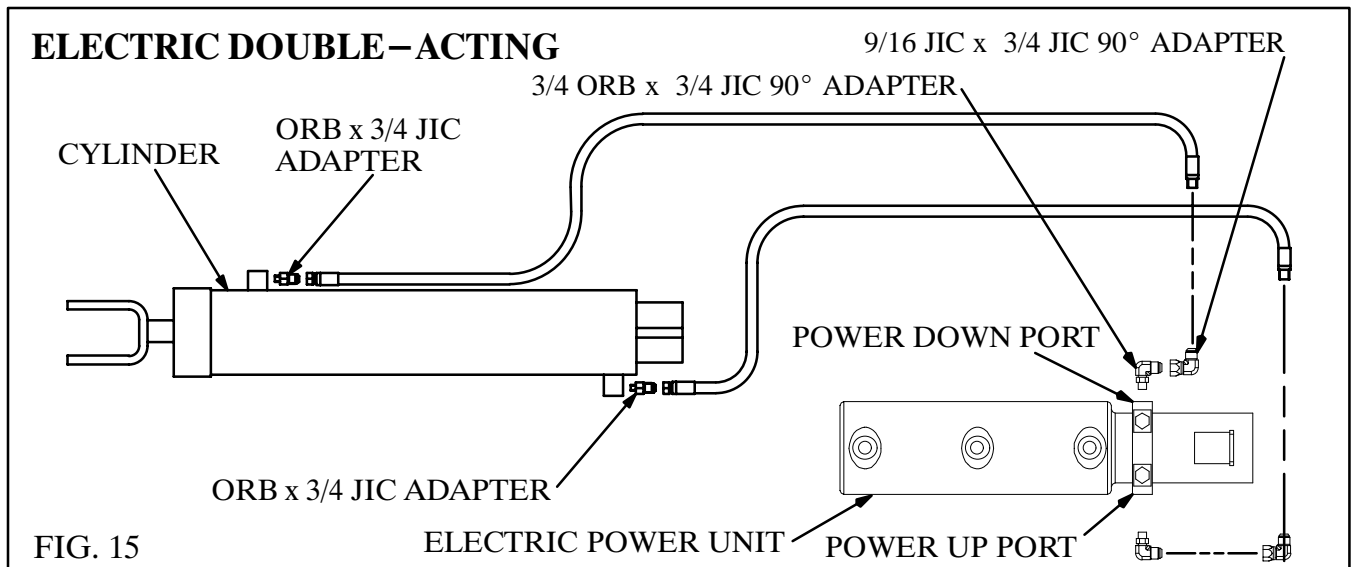 ELECTRIC DOUBLE-ACTING
9/16 JIC x 3/4 JIC 90° ADAPTER
3/4 ORB x 3/4 JIC 90° ADAPTER
ORB x 3/4 JIC
ADAPTER
CYLINDER
POWER DOWN PORT
ORB x 3/4 JIC ADAPTER
ELECTRIC POWER UNIT
POWER UP PORT
FIG. 15